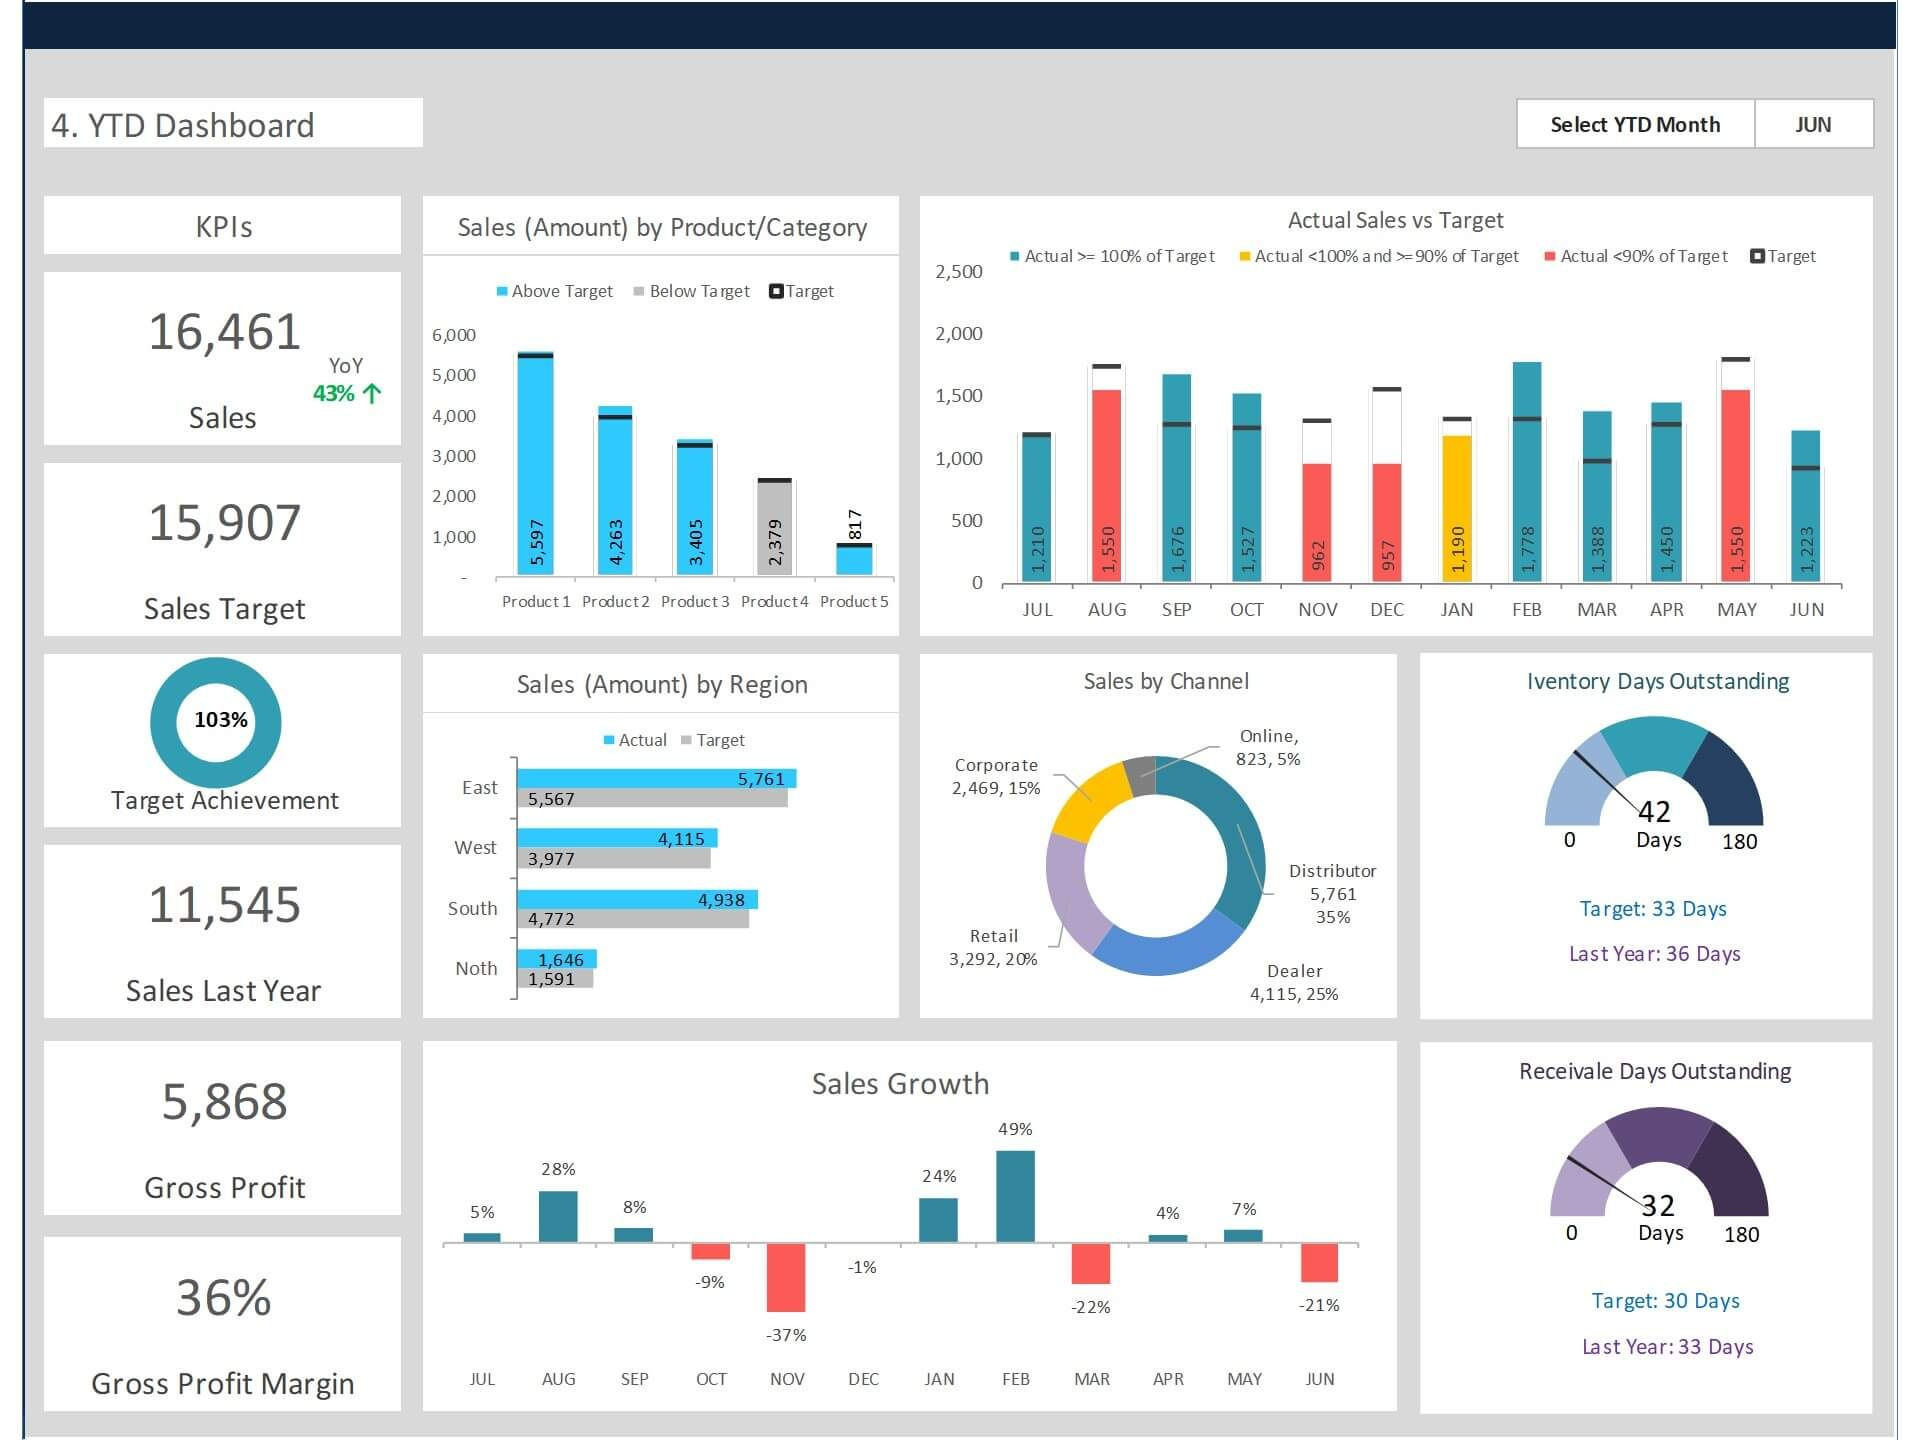 4. YTD Dashboard
Select YTD Month JUN
KPIs
16,461
YoY
43% ↑
Sales
15,907
Sales Target
103%
Target Achievement
11,545
Sales Last Year
5,868
Gross Profit
36%
Gross Profit Margin
Sales (Amount) by Product/Category
Above Target Below Target Target
6,000
5,000
4,000
3,000
2,000
1,000
-
5,597 4,263 3,405 2,379 817
Product 1 Product 2 Product 3 Product 4 Product 5
Actual Sales vs Target
Actual >= 100% of Target Actual <100% and >=90% of Target Actual <90% of Target Target
2,500
2,000
1,500
1,000
500
0
1,210 1,550 1,676 1,527 962 957 1,190 1,778 1,388 1,450 1,550 1,223
JUL AUG SEP OCT NOV DEC JAN FEB MAR APR MAY JUN
Sales (Amount) by Region
Actual Target
East 5,761
5,567
West 4,115
3,977
South 4,938
4,772
Noth 1,646
1,591
Sales by Channel
Online,
823, 5%
Corporate
2,469, 15%
Distributor
5,761
35%
Retail
3,292, 20%
Dealer
4,115, 25%
Iventory Days Outstanding
42
0 Days 180
Target: 33 Days
Last Year: 36 Days
Sales Growth
5% 28% 8% -9% -37% -1% 24% 49% -22% 4% 7% -21%
JUL AUG SEP OCT NOV DEC JAN FEB MAR APR MAY JUN
Receivale Days Outstanding
32
0 Days 180
Target: 30 Days
Last Year: 33 Days